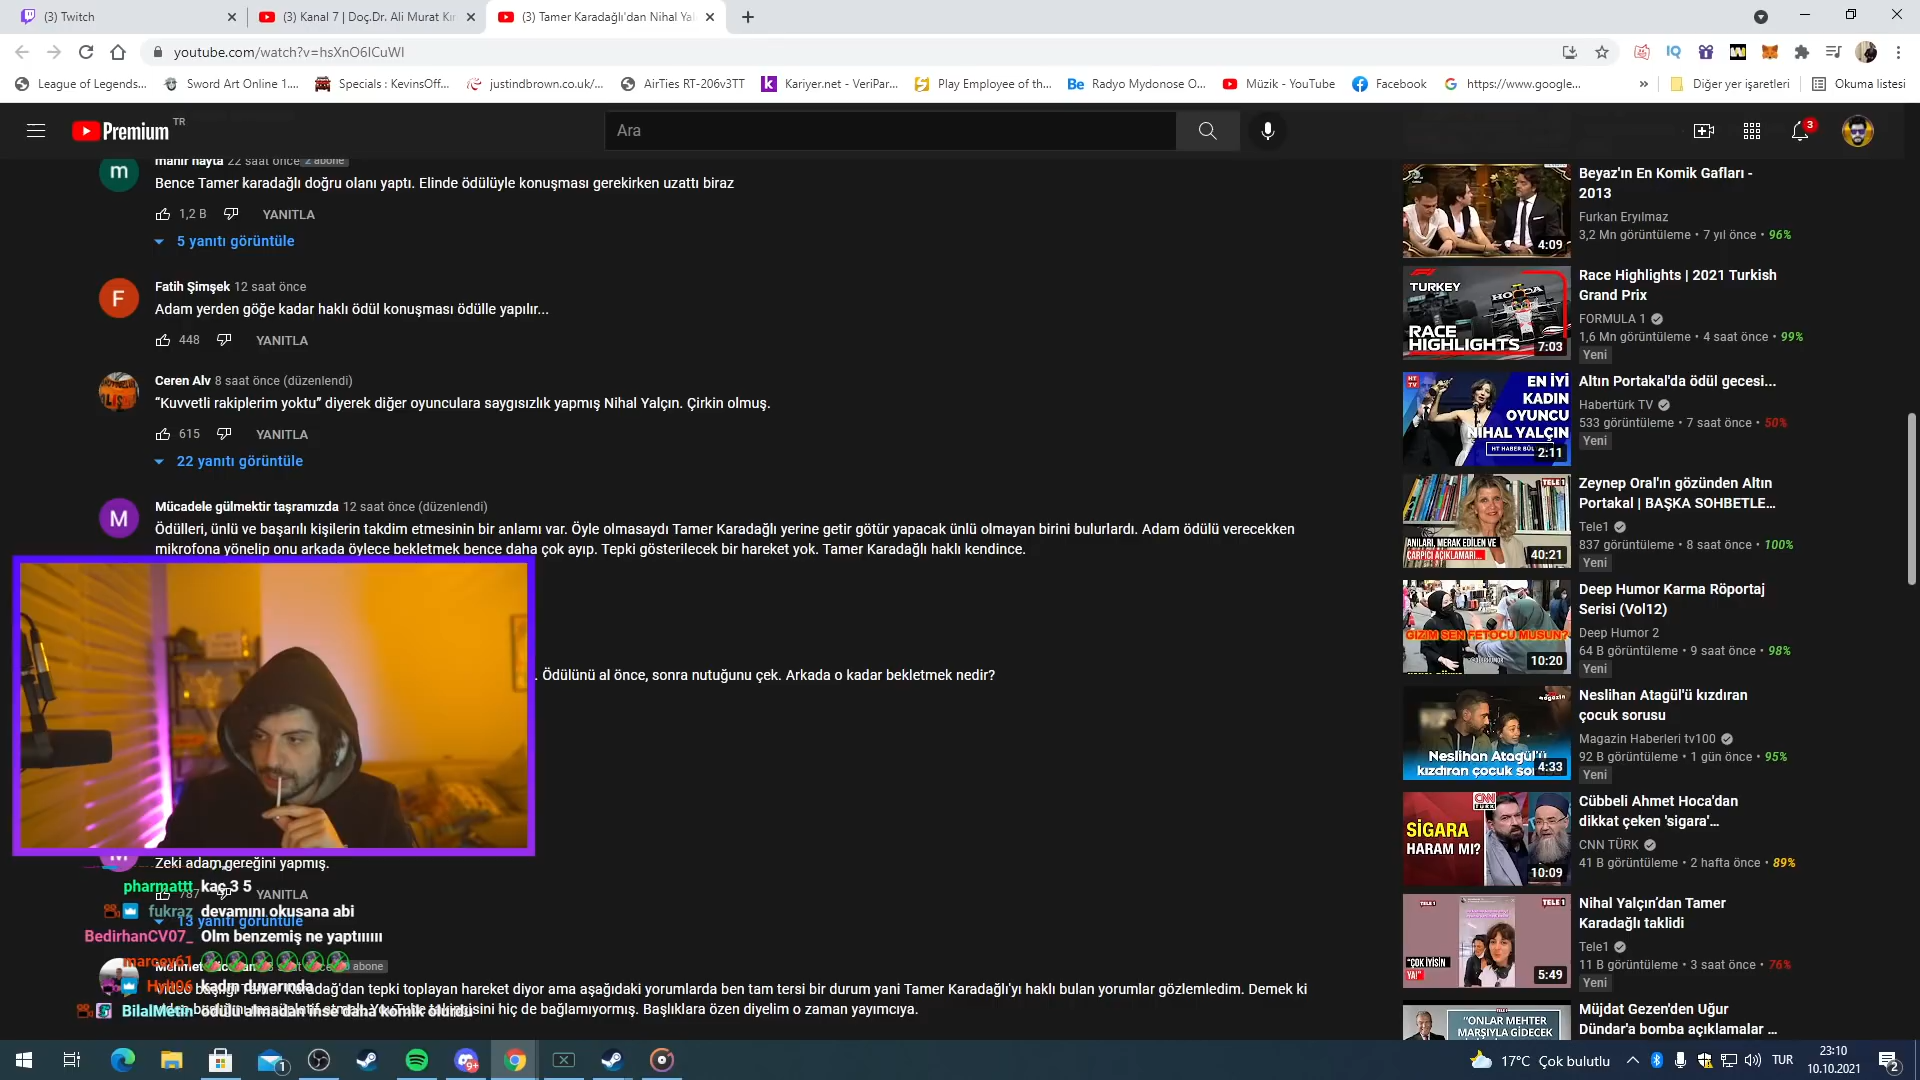 (3) Twitch
(3) Kanal 7 | Doç.Dr. Ali Murat Kır
(3) Tamer Karadağlı'dan Nihal Ya
youtube.com/watch?v=hsXnO6ICuWI
League of Legends...
Sword Art Online 1....
Specials : KevinsOff...
justindbrown.co.uk/...
AirTies RT-206v3TT
Kariyer.net - VeriPar...
Play Employee of th...
Radyo Mydonose O...
Müzik - YouTube
Facebook
https://www.google...
»
Diğer yer işaretleri
Okuma listesi
Premium TR
Ara
3
mahir hayta 22 saat önce 2 abone
Bence Tamer karadağlı doğru olanı yaptı. Elinde ödülüyle konuşması gerekirken uzattı biraz
1,2 B YANITLA
5 yanıtı görüntüle
F
Fatih Şimşek 12 saat önce
Adam yerden göğe kadar haklı ödül konuşması ödülle yapılır...
448 YANITLA
Ceren Alv 8 saat önce (düzenlendi)
“Kuvvetli rakiplerim yoktu” diyerek diğer oyunculara saygısızlık yapmış Nihal Yalçın. Çirkin olmuş.
615 YANITLA
22 yanıtı görüntüle
M
Mücadele gülmektir taşramızda 12 saat önce (düzenlendi)
Ödülleri, ünlü ve başarılı kişilerin takdim etmesinin bir anlamı var. Öyle olmasaydı Tamer Karadağlı yerine getir götür yapacak ünlü olmayan birini bulurlardı. Adam ödülü verecekken
mikrofona yönelip onu arkada öylece bekletmek bence daha çok ayıp. Tepki gösterilecek bir hareket yok. Tamer Karadağlı haklı kendince.
. Ödülünü al önce, sonra nutuğunu çek. Arkada o kadar bekletmek nedir?
Zeki adam gereğini yapmış.
787 YANITLA
13 yanıtı görüntüle
pharmattt kaç 3 5
fukraz devamını okusana abi
BedirhanCV07_ Olm benzemiş ne yaptıııııı
marcey61
kadın duyarında
BilalMetin ödülü almadan inse daha komik olurdu
abone
tepki toplayan hareket diyor ama aşağıdaki yorumlarda ben tam tersi bir durum yani Tamer Karadağlı'yı haklı bulan yorumlar gözlemledim. Demek ki
hiç de bağlamıyormış. Başlıklara özen diyelim o zaman yayımcıya.
4:09
Beyaz'ın En Komik Gafları -
2013
Furkan Eryılmaz
3,2 Mn görüntüleme • 7 yıl önce • 96%
TURKEY
HONDA
RACE
HIGHLIGHTS
7:03
Race Highlights | 2021 Turkish
Grand Prix
FORMULA 1
1,6 Mn görüntüleme • 4 saat önce • 99%
Yeni
HT
TV
EN İYİ
KADIN
OYUNCU
NİHAL YALÇIN
2:11
Altın Portakal'da ödül gecesi...
Habertürk TV
533 görüntüleme • 7 saat önce • 50%
Yeni
TELE1
ANILARI, MERAK EDİLEN VE
ÇARPICI AÇIKLAMALARI...
40:21
Zeynep Oral'ın gözünden Altın
Portakal | BAŞKA SOHBETLE...
Tele1
837 görüntüleme • 8 saat önce • 100%
Yeni
GIZIM SEN FETOCU MUSUN?
10:20
Deep Humor Karma Röportaj
Serisi (Vol12)
Deep Humor 2
64 B görüntüleme • 9 saat önce • 98%
Yeni
Neslihan Atagül'ü
kızdıran çocuk so
4:33
Neslihan Atagül'ü kızdıran
çocuk sorusu
Magazin Haberleri tv100
92 B görüntüleme • 1 gün önce • 95%
Yeni
CNN
TÜRK
SİGARA
HARAM MI?
10:09
Cübbeli Ahmet Hoca'dan
dikkat çeken 'sigara'...
CNN TÜRK
41 B görüntüleme • 2 hafta önce • 89%
TELE1
TELE1
"ÇOK İYİSİN
YA!"
5:49
Nihal Yalçın’dan Tamer
Karadağlı taklidi
Tele1
11 B görüntüleme • 3 saat önce • 76%
Yeni
"ONLAR MEHTER
MARŞIYLA GİDECEK
Müjdat Gezen'den Uğur
Dündar'a bomba açıklamalar ...
1
9+
17°C Çok bulutlu
TUR
23:10
10.10.2021
2